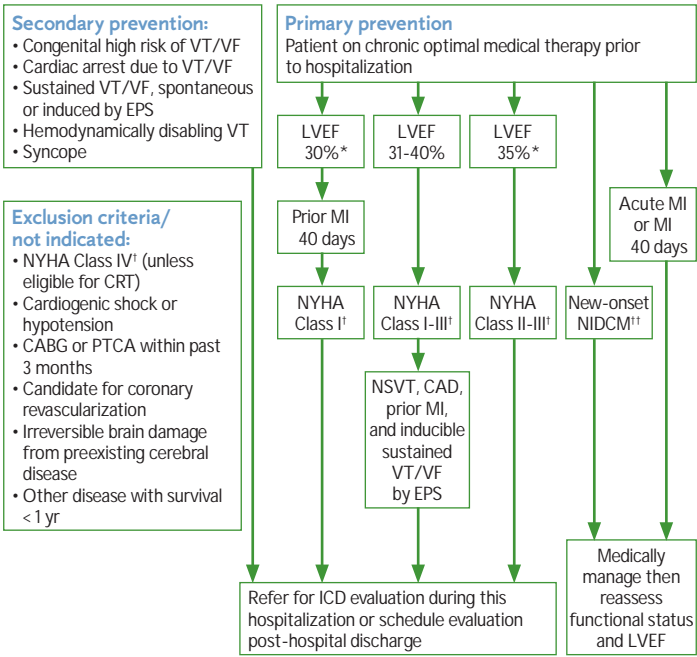 Secondary prevention:
• Congenital high risk of VT/VF
• Cardiac arrest due to VT/VF
• Sustained VT/VF, spontaneous
or induced by EPS
• Hemodynamically disabling VT
• Syncope
Exclusion criteria/
not indicated:
• NYHA Class IV† (unless
eligible for CRT)
• Cardiogenic shock or
hypotension
• CABG or PTCA within past
3 months
• Candidate for coronary
revascularization
• Irreversible brain damage
from preexisting cerebral
disease
• Other disease with survival
<1 yr
Primary prevention
Patient on chronic optimal medical therapy prior
to hospitalization
LVEF
30%*
LVEF
31-40%
LVEF
35%*
Prior MI
40 days
Acute MI
or MI
40 days
NYHA
Class I†
NYHA
Class I-III†
NYHA
Class II-III†
New-onset
NIDCM††
NSVT, CAD,
prior MI,
and inducible
sustained
VT/VF
by EPS
Refer for ICD evaluation during this
hospitalization or schedule evaluation
post-hospital discharge
Medically
manage then
reassess
functional status
and LVEF